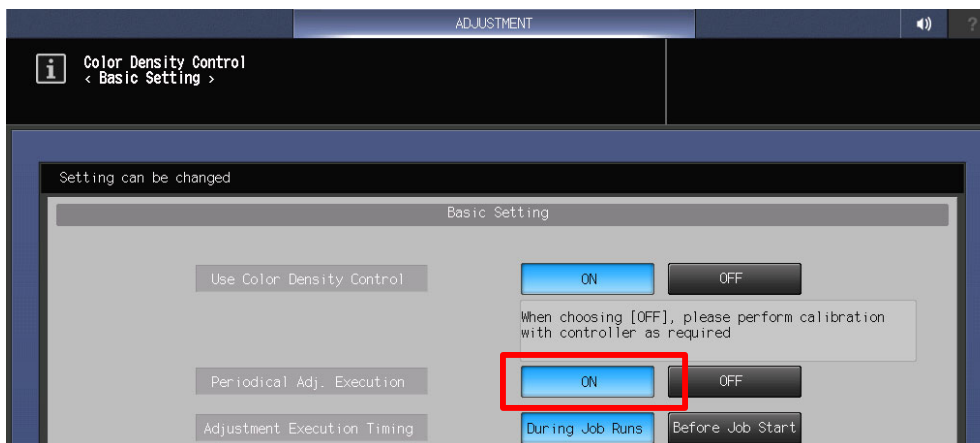 ADJUSTMENT
?
i
Color Density Control
< Basic Setting >
Setting can be changed
Basic Setting
Use Color Density Control
ON
OFF
When choosing [OFF], please perform calibration
with controller as required
Periodical Adj. Execution
ON
OFF
Adjustment Execution Timing
During Job Runs
Before Job Start